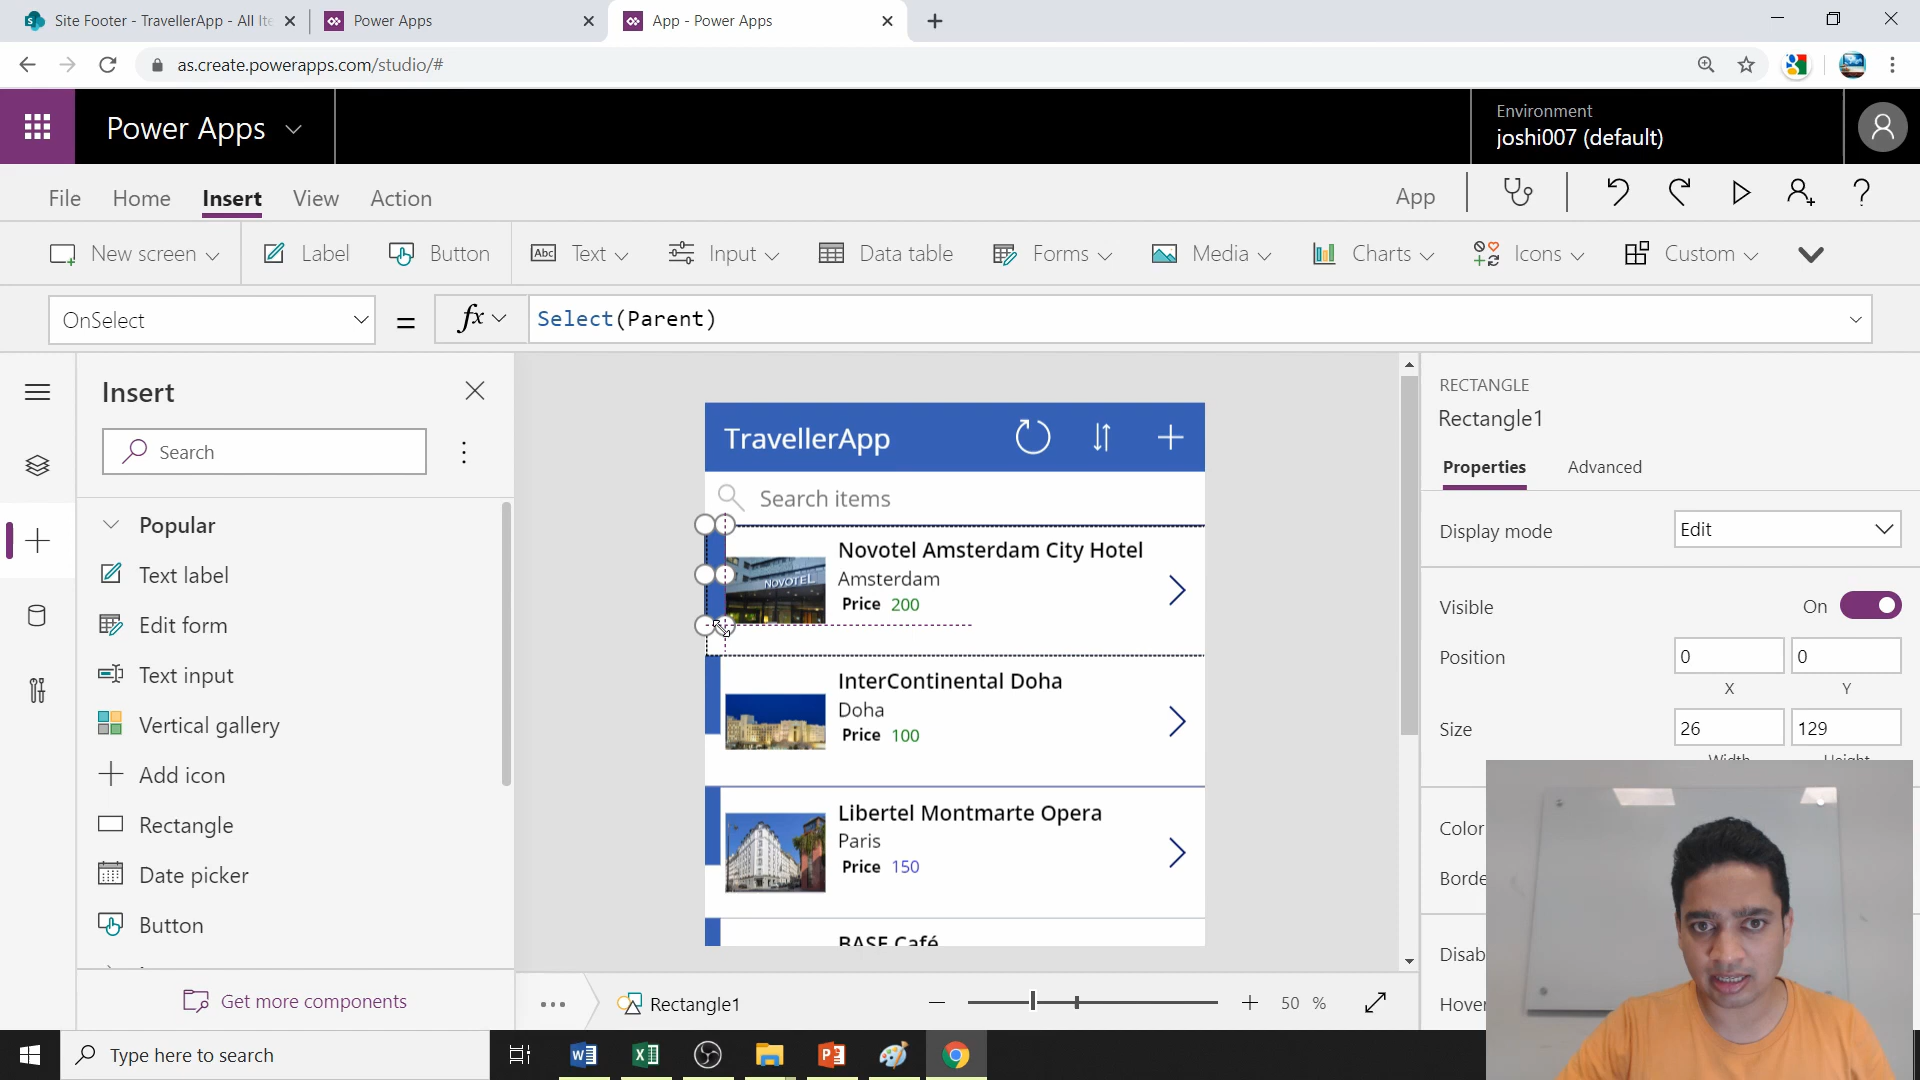 Site Footer - TravellerApp - All Ite
Power Apps
App - Power Apps
as.create.powerapps.com/studio/#
Power Apps
Environment
joshi007 (default)
File Home Insert View Action
App
New screen Label Button Abc Text Input Data table Forms Media Charts Icons Custom
OnSelect = fx Select(Parent)
Insert
Search
Popular
Text label
Edit form
Text input
Vertical gallery
Add icon
Rectangle
Date picker
Button
Get more components
TravellerApp
Search items
NOVOTEL
Novotel Amsterdam City Hotel
Amsterdam
Price 200
InterContinental Doha
Doha
Price 100
Libertel Montmarte Opera
Paris
Price 150
BASE Café
Rectangle1
50 %
RECTANGLE
Rectangle1
Properties Advanced
Display mode Edit
Visible On
Position 0 0
X Y
Size 26 129
Width Height
Color
Borde
Disab
Hover
Type here to search